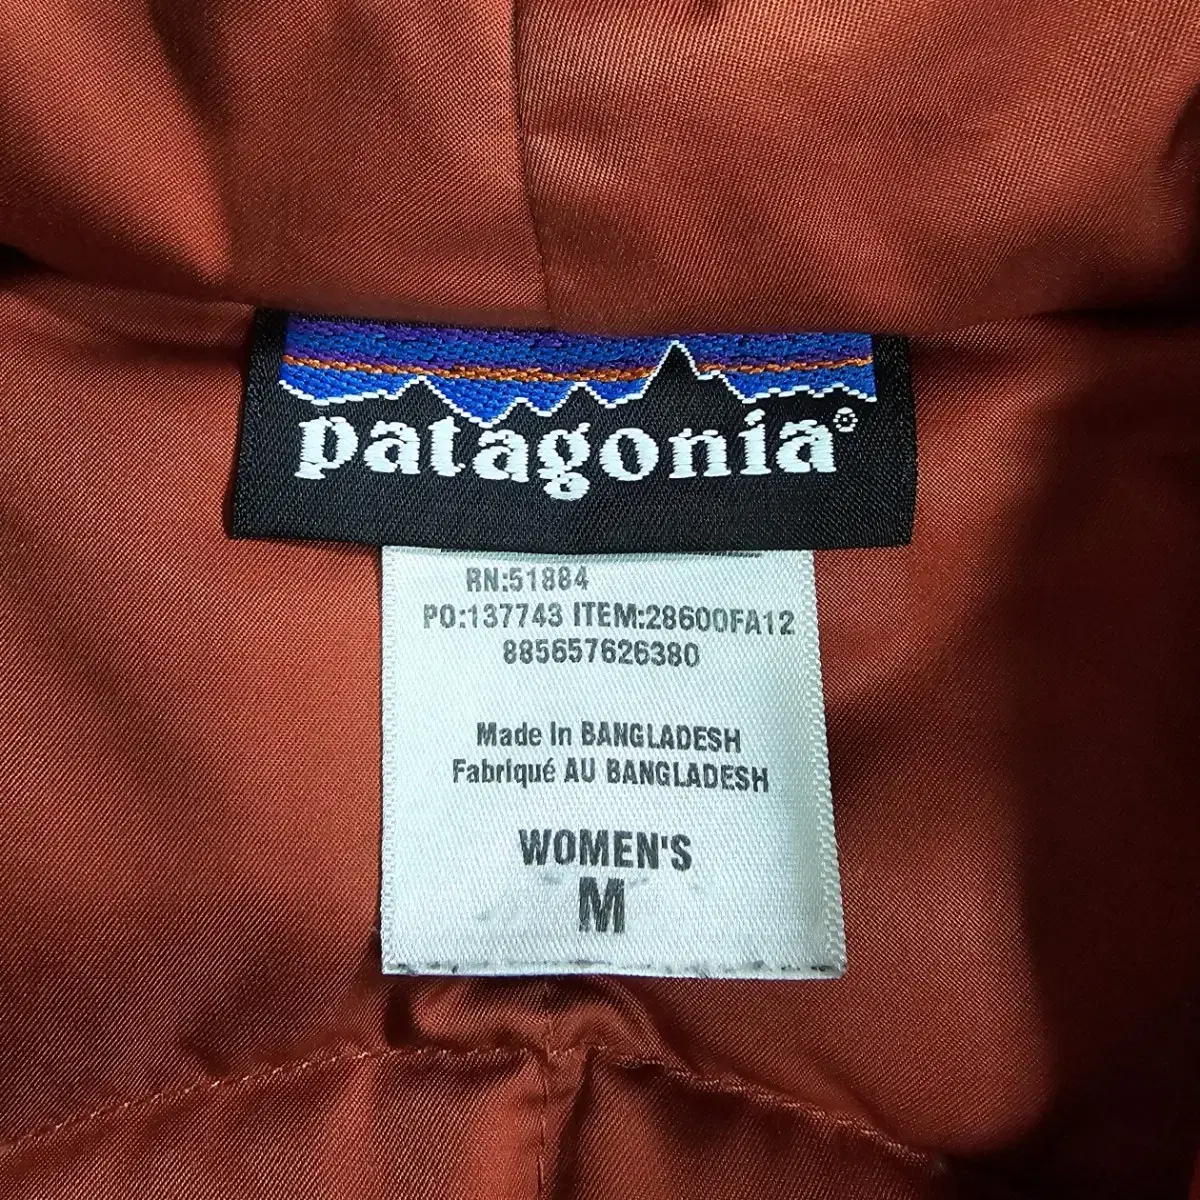 patagonia®
RN:51884
PO:137743 ITEM:28600FA12
885657626380
Made In BANGLADESH
Fabriqué AU BANGLADESH
WOMEN'S
M